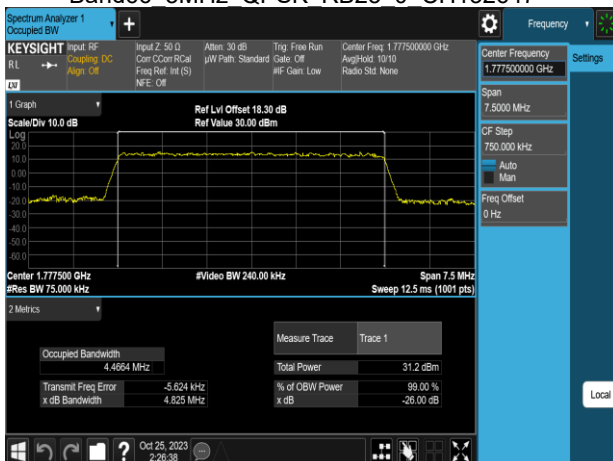 Spectrum Analyzer 1
Occupied BW
Frequency
KEYSIGHT
RL
LXI
Input: RF
Coupling: DC
Align: Off
Input Z: 50 Ω
Corr CCorr RCal
Freq Ref: Int (S)
NFE: Off
Atten: 30 dB
µW Path: Standard
Trig: Free Run
Gate: Off
#IF Gain: Low
Center Freq: 1.777500000 GHz
Avg|Hold: 10/10
Radio Std: None
Center Frequency
1.777500000 GHz
Settings
Span
7.5000 MHz
CF Step
750.000 kHz
Auto
Man
Freq Offset
0 Hz
Local
1 Graph
Scale/Div 10.0 dB
Ref Lvl Offset 18.30 dB
Ref Value 30.00 dBm
Log
20.0
10.0
0.00
-10.0
-20.0
-30.0
-40.0
-50.0
-60.0
Center 1.777500 GHz
#Video BW 240.00 kHz
Span 7.5 MHz
#Res BW 75.000 kHz
Sweep 12.5 ms (1001 pts)
2 Metrics
Measure Trace
Trace 1
Occupied Bandwidth
4.4664 MHz
Total Power
31.2 dBm
Transmit Freq Error
-5.624 kHz
% of OBW Power
99.00 %
x dB Bandwidth
4.825 MHz
x dB
-26.00 dB
Oct 25, 2023
2:26:38